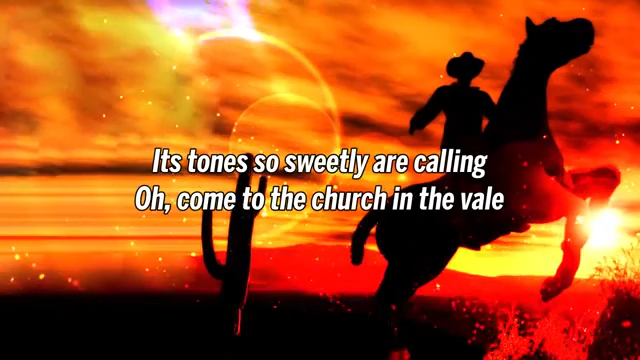 Its tones so sweetly are calling
Oh, come to the church in the vale